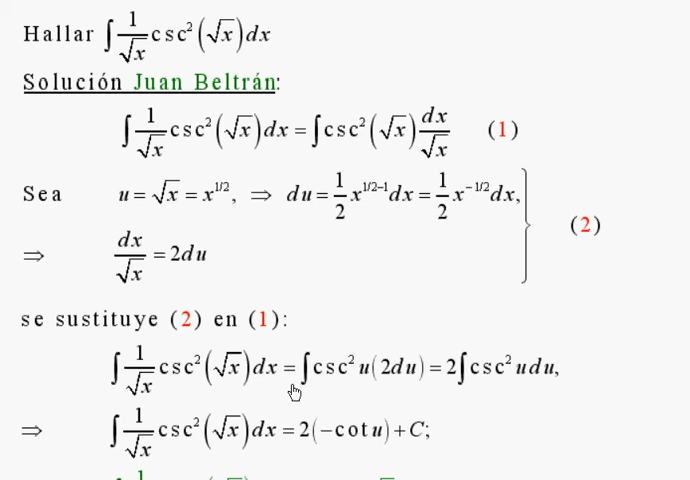 Hallar ∫ 1/√x csc² (√x) dx
Solución Juan Beltrán:
∫ 1/√x csc² (√x) dx = ∫ csc² (√x) dx/√x (1)
Sea u = √x = x^(1/2), ⇒ du = 1/2 x^(1/2−1) dx = 1/2 x^(−1/2) dx,
⇒ dx/√x = 2du (2)
se sustituye (2) en (1):
∫ 1/√x csc² (√x) dx = ∫ csc² u(2du) = 2∫ csc² udu,
⇒ ∫ 1/√x csc² (√x) dx = 2(−cotu) + C;